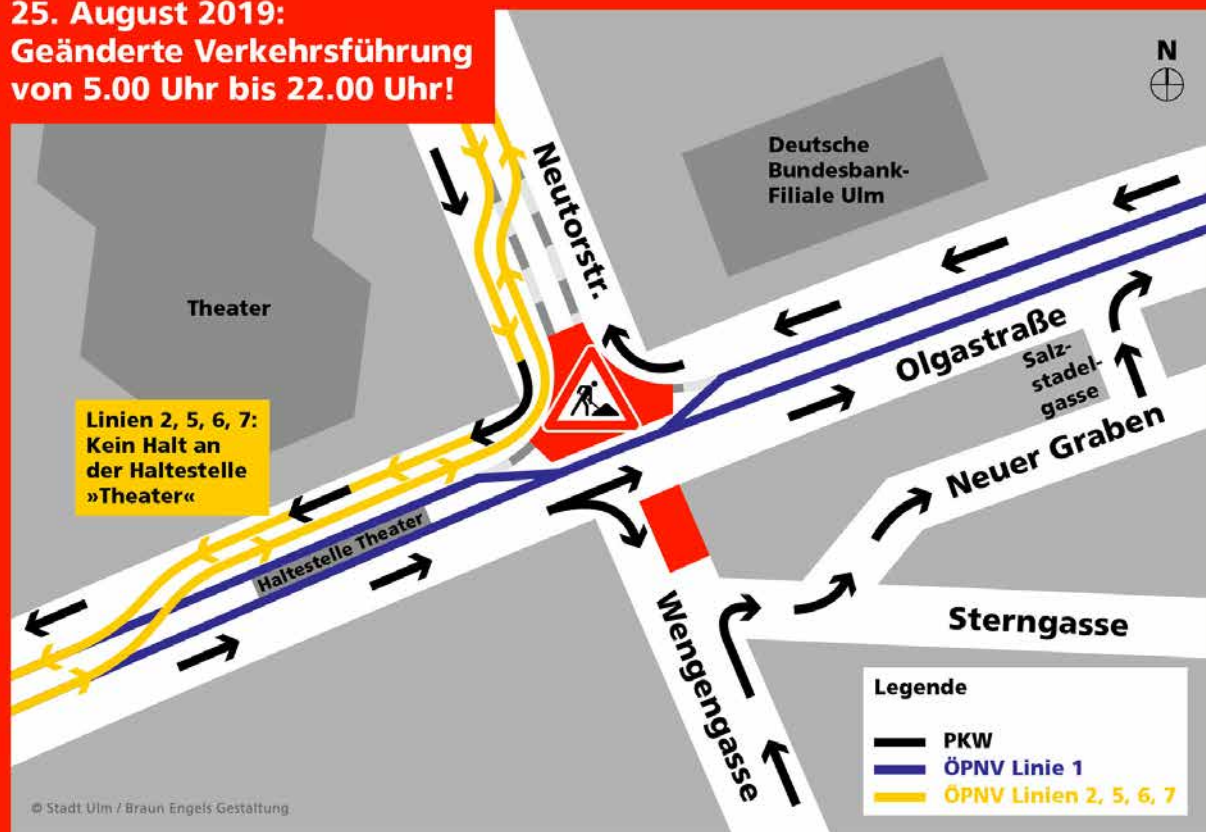 25. August 2019:
Geänderte Verkehrsführung
von 5.00 Uhr bis 22.00 Uhr!
N
Deutsche
Bundesbank-
Filiale Ulm
Neutorstr.
Theater
Olgastraße
Salz-
stadel-
gasse
Linien 2, 5, 6, 7:
Kein Halt an
der Haltestelle
»Theater«
Neuer Graben
Haltestelle Theater
Wengengasse
Sterngasse
Legende
PKW
ÖPNV Linie 1
ÖPNV Linien 2, 5, 6, 7
© Stadt Ulm / Braun Engels Gestaltung